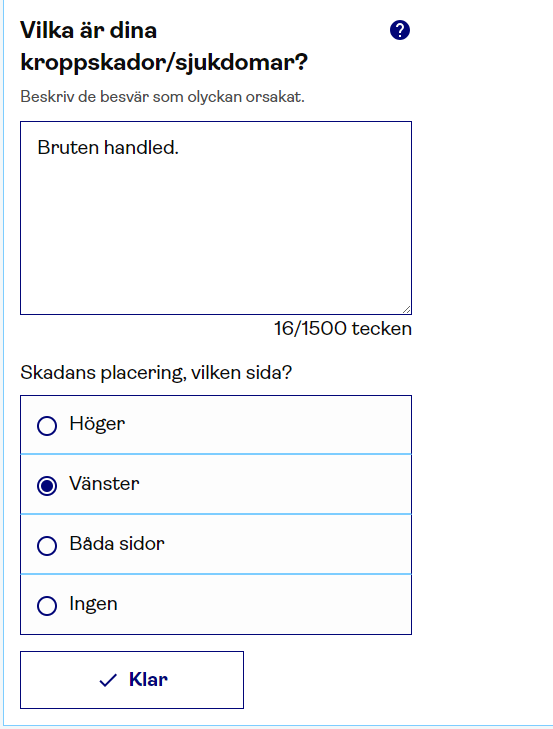 Vilka är dina
kroppskador/sjukdomar?
?
Beskriv de besvär som olyckan orsakat.
Bruten handled.
16/1500 tecken
Skadans placering, vilken sida?
Höger
Vänster
Båda sidor
Ingen
Klar